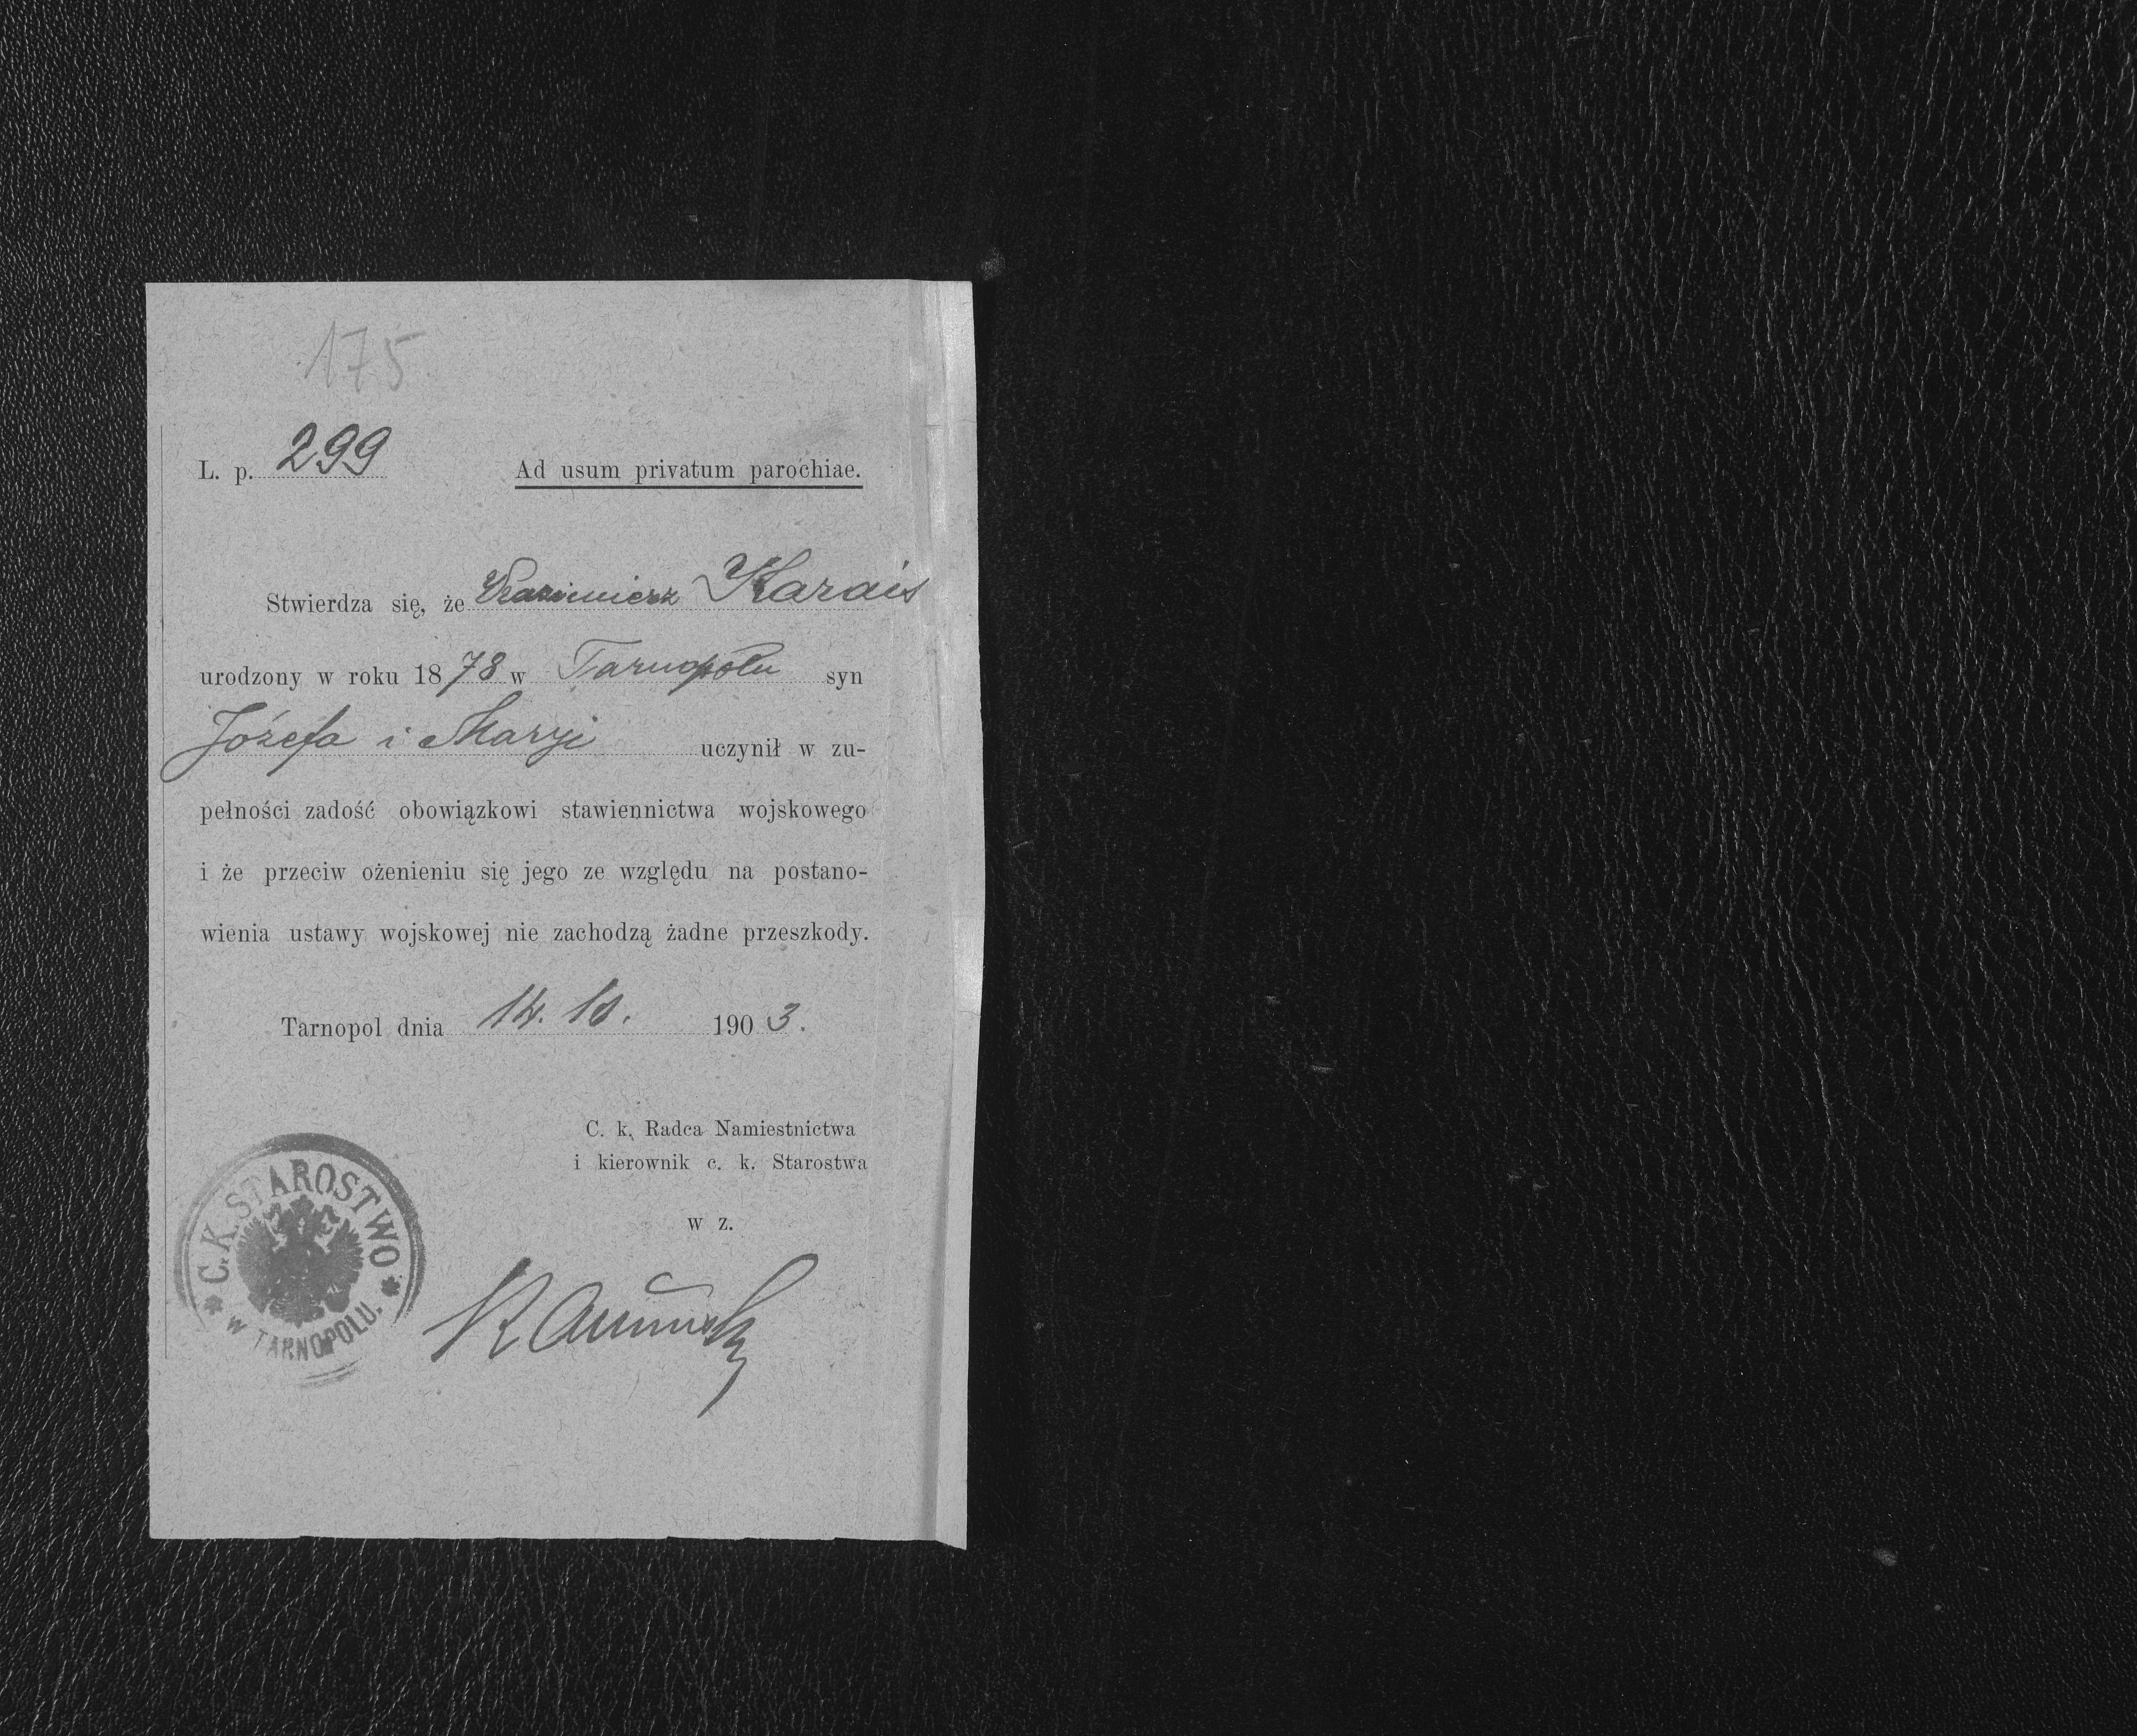 175.
L. p. 299 Ad usum privatum parochiae.
Stwierdza się, że Kazimierz Karais
urodzony w roku 1878 w Tarnopolu syn
Józefa i Maryi uczynił w zu-
pełności zadość obowiązkowi stawiennictwa wojskowego
i że przeciw ożenieniu się jego ze względu na postano-
wienia ustawy wojskowej nie zachodzą żadne przeszkody.
Tarnopol dnia 14. 10. 1903.
C. k. Radca Namiestnictwa
i kierownik c. k. Starostwa
w z.
C.K. STAROSTWO
W TARNOPOLU.